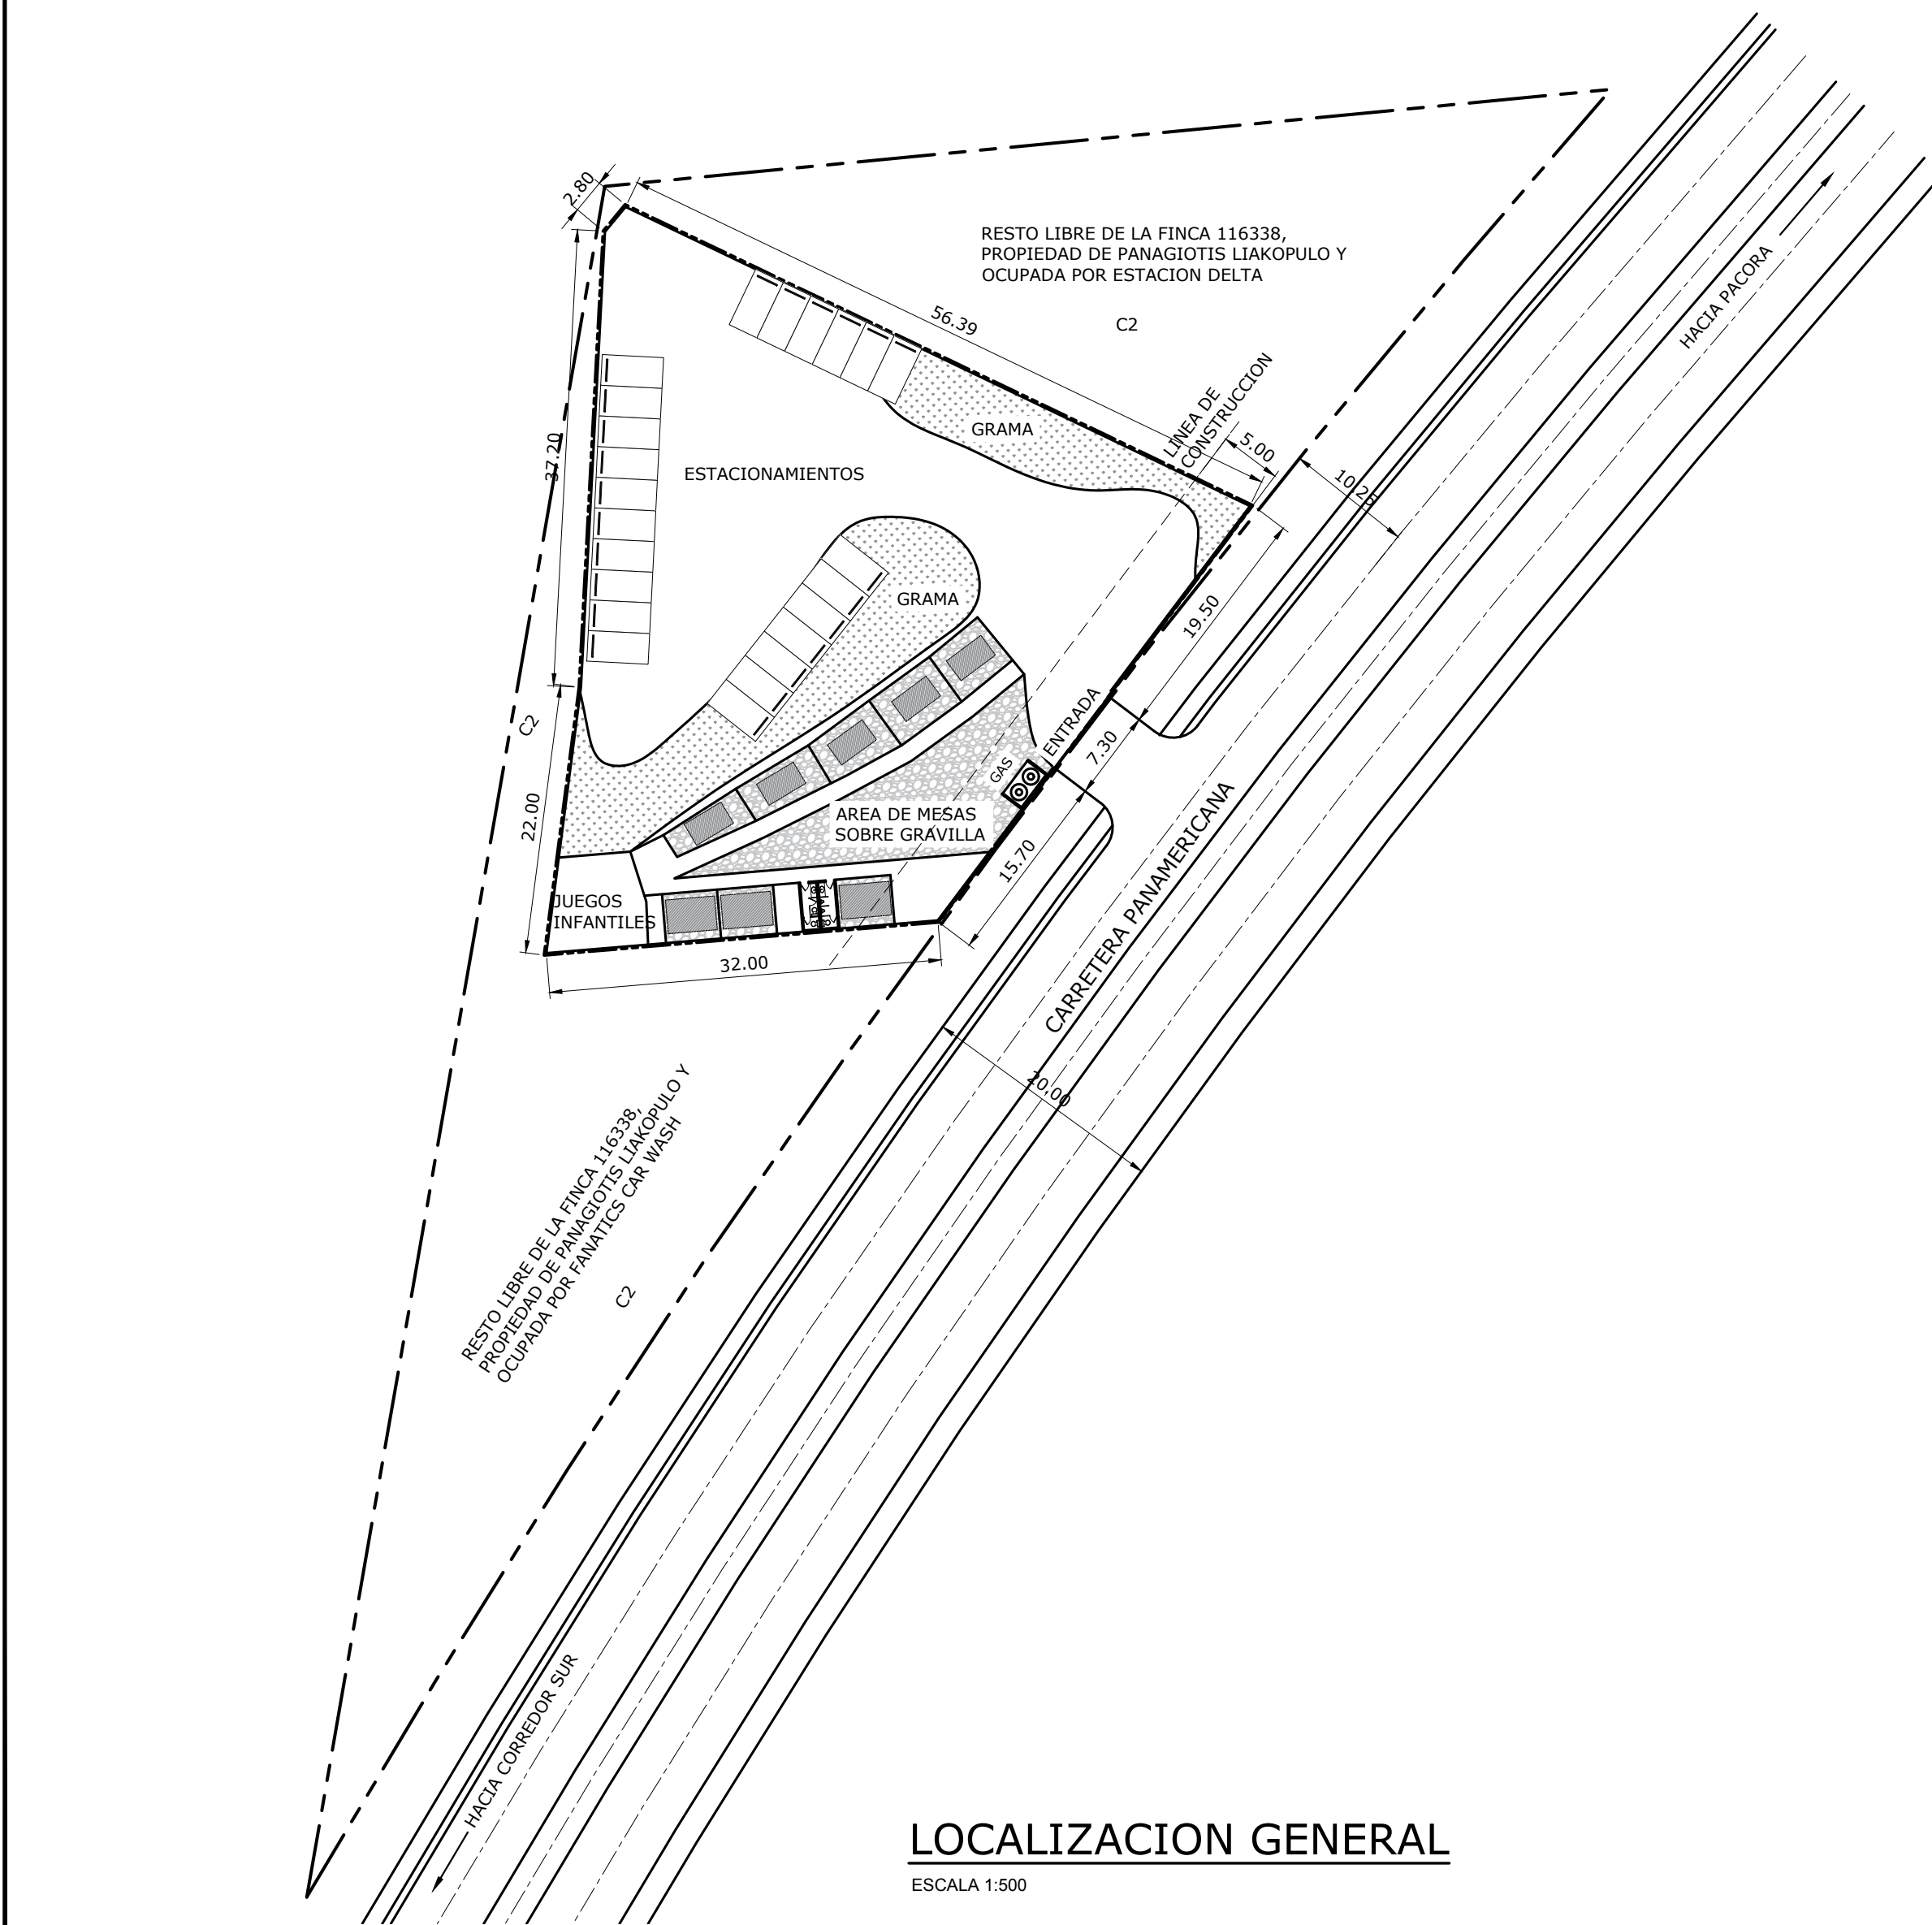 2.80
RESTO LIBRE DE LA FINCA 116338,
PROPIEDAD DE PANAGIOTIS LIAKOPULO Y
OCUPADA POR ESTACION DELTA
C2
HACIA PACORA
56.39
LINEA DE
CONSTRUCCION
5.00
10.20
37.20
GRAMA
ESTACIONAMIENTOS
GRAMA
19.50
C2
ENTRADA
7.30
GAS
22.00
AREA DE MESAS
SOBRE GRAVILLA
15.70
CARRETERA PANAMERICANA
JUEGOS
INFANTILES
32.00
20.00
RESTO LIBRE DE LA FINCA 116338,
PROPIEDAD DE PANAGIOTIS LIAKOPULO Y
OCUPADA POR FANATICS CAR WASH
C2
HACIA CORREDOR SUR
LOCALIZACION GENERAL
ESCALA 1:500